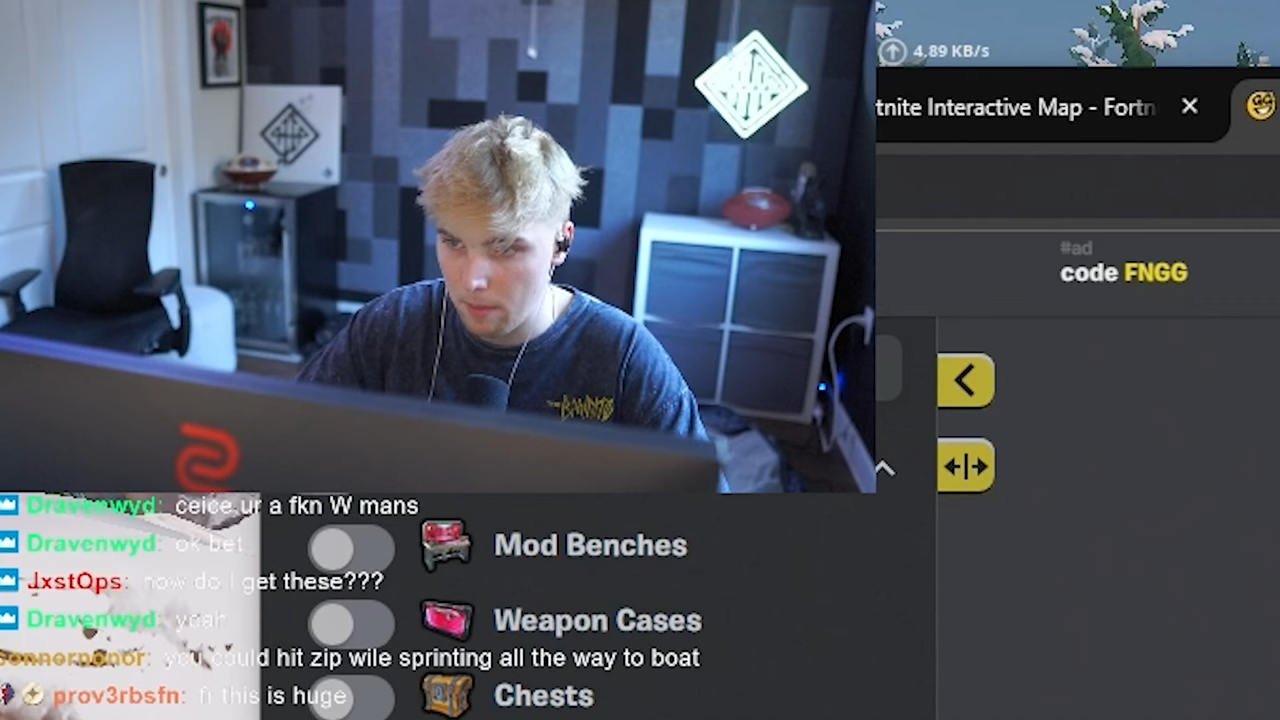 4.89 KB/s
tnite Interactive Map - Fortn
#ad
code FNGG
Dravenwyd: ceice ur a fkn W mans
Dravenwyd: ok bet
JxstOps: how do I get these???
Dravenwyd: yeah
connornonor: you could hit zip wile sprinting all the way to boat
prov3rbsfn: fr this is huge
Mod Benches
Weapon Cases
Chests